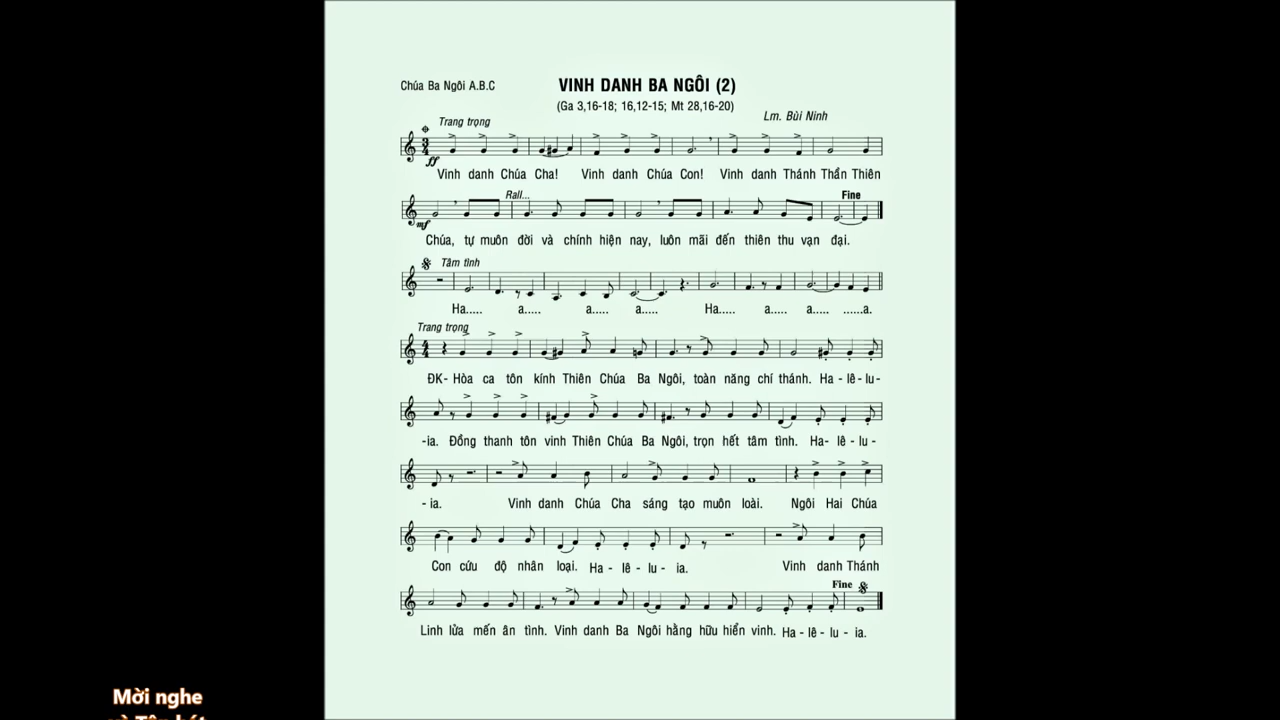 Chúa Ba Ngôi A.B.C
VINH DANH BA NGÔI (2)
(Ga 3,16-18; 16,12-15; Mt 28,16-20)
Lm. Bùi Ninh
Trang trọng
ff
Vinh danh Chúa Cha! Vinh danh Chúa Con! Vinh danh Thánh Thần Thiên
Rall...
Fine
mf
Chúa, tự muôn đời và chính hiện nay, luôn mãi đến thiên thu vạn đại.
Tâm tình
Ha..... a..... a..... a..... Ha..... a..... a..... ......a.
Trang trọng
ĐK- Hòa ca tôn kính Thiên Chúa Ba Ngôi, toàn năng chí thánh. Ha - lê - lu -
-ia. Đồng thanh tôn vinh Thiên Chúa Ba Ngôi, trọn hết tâm tình. Ha- lê - lu -
- ia. Vinh danh Chúa Cha sáng tạo muôn loài. Ngôi Hai Chúa
Con cứu độ nhân loại. Ha - lê - lu - ia. Vinh danh Thánh
Fine
Linh lửa mến ân tình. Vinh danh Ba Ngôi hằng hữu hiển vinh. Ha - lê - lu - ia.
Mời nghe